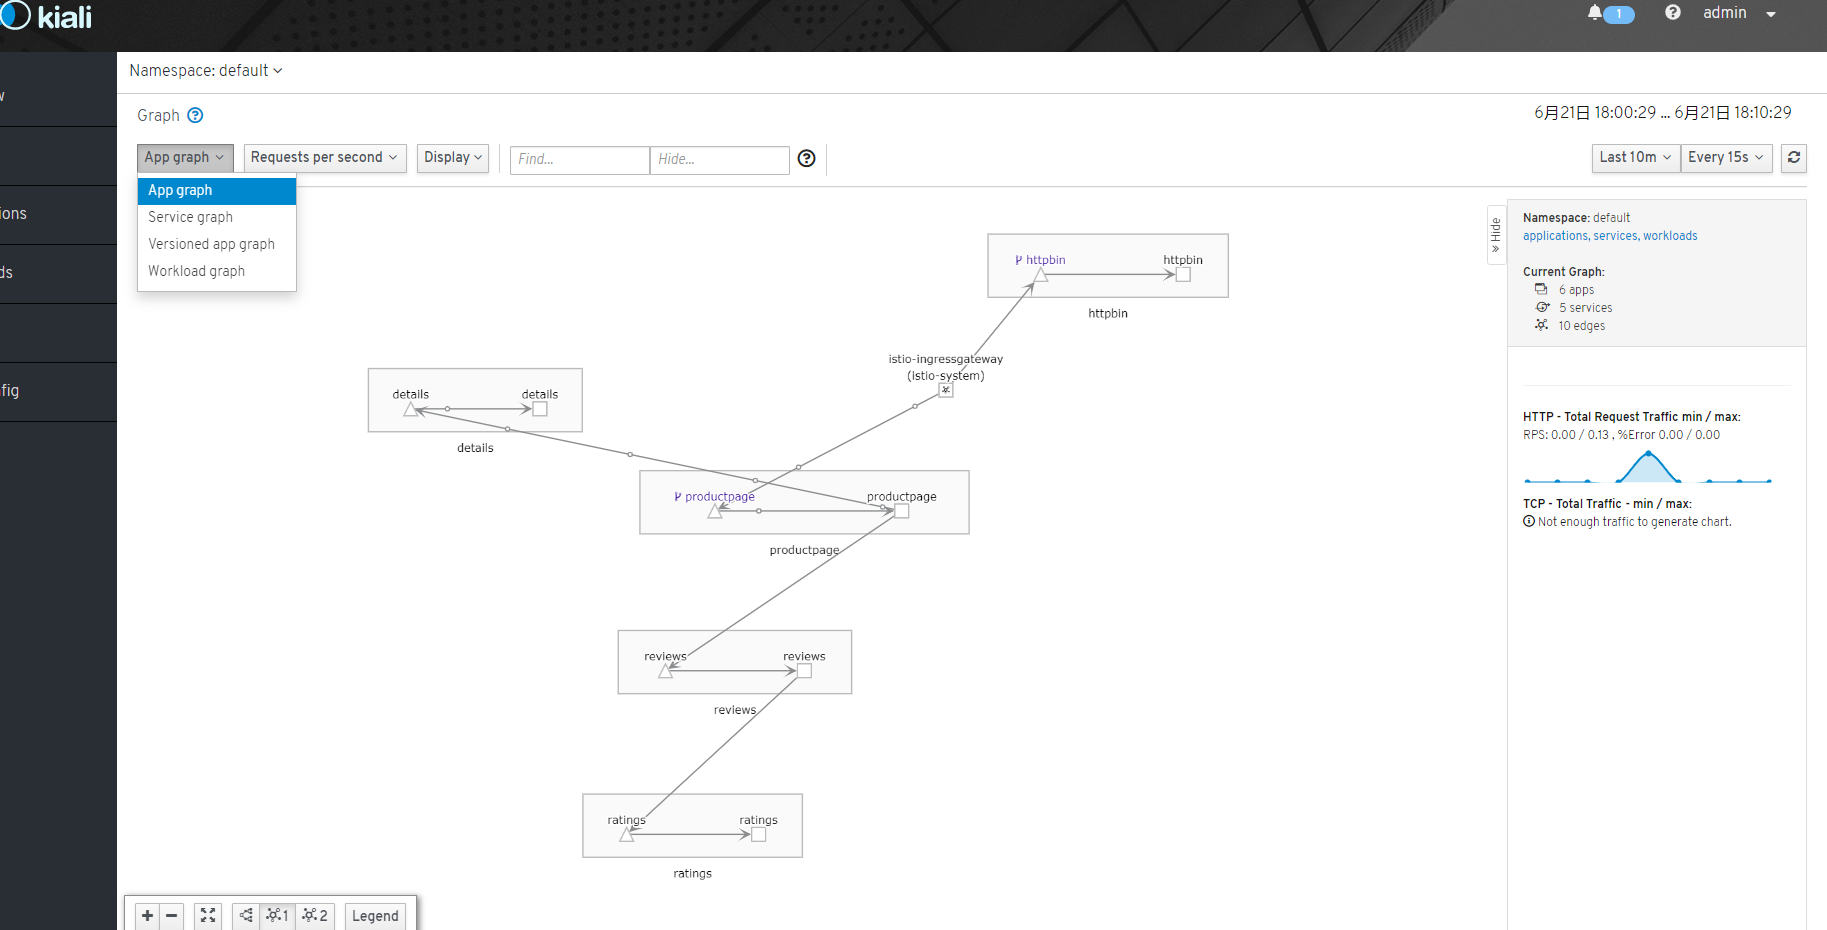 kiali
1
admin
Namespace: default
Graph
6月21日 18:00:29 ... 6月21日 18:10:29
App graph
Requests per second
Display
Find...
Hide...
Last 10m
Every 15s
App graph
Service graph
Versioned app graph
Workload graph
w
ions
ds
fig
Hide
Namespace: default
applications, services, workloads
Current Graph:
6 apps
5 services
10 edges
HTTP - Total Request Traffic min / max:
RPS: 0.00 / 0.13 , %Error 0.00 / 0.00
TCP - Total Traffic - min / max:
Not enough traffic to generate chart.
httpbin
httpbin
httpbin
istio-ingressgateway
(istio-system)
details
details
details
productpage
productpage
productpage
reviews
reviews
reviews
ratings
ratings
ratings
1
2
Legend